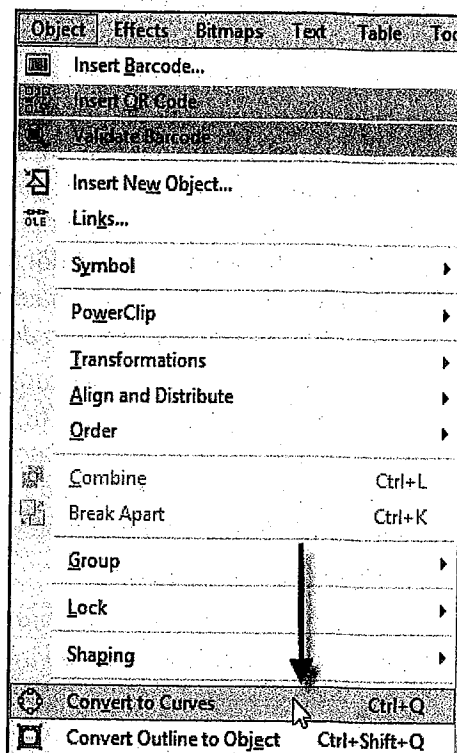 Object Effects Bitmaps Text Table Too
Insert Barcode...
Insert QR Code
Validate Barcode
Insert New Object...
OLE Links...
Symbol
PowerClip
Transformations
Align and Distribute
Order
Combine Ctrl+L
Break Apart Ctrl+K
Group
Lock
Shaping
Convert to Curves Ctrl+Q
Convert Outline to Object Ctrl+Shift+Q